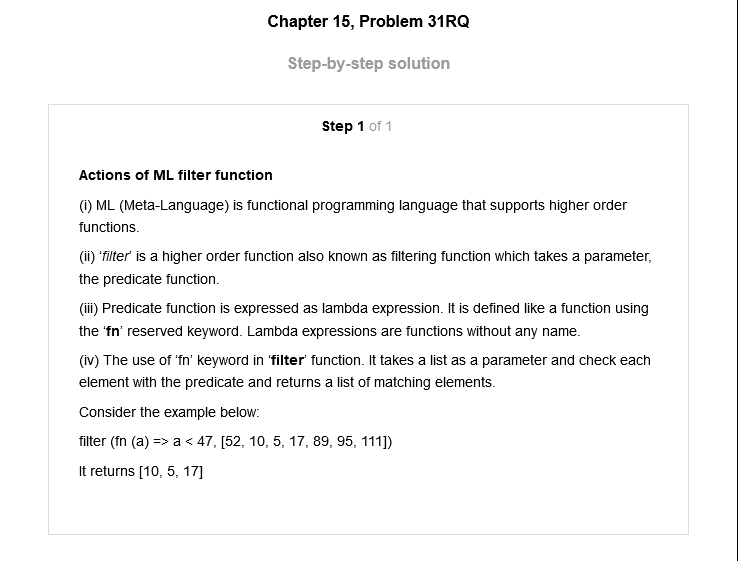 Chapter 15, Problem 31RQ
Step-by-step solution
Step 1 of 1
Actions of ML filter function
(i) ML (Meta-Language) is functional programming language that supports higher order
functions.
(ii) ‘filter’ is a higher order function also known as filtering function which takes a parameter,
the predicate function.
(iii) Predicate function is expressed as lambda expression. It is defined like a function using
the ‘fn’ reserved keyword. Lambda expressions are functions without any name.
(iv) The use of ‘fn’ keyword in ‘filter’ function. It takes a list as a parameter and check each
element with the predicate and returns a list of matching elements.
Consider the example below:
filter (fn (a) => a < 47, [52, 10, 5, 17, 89, 95, 111])
It returns [10, 5, 17]